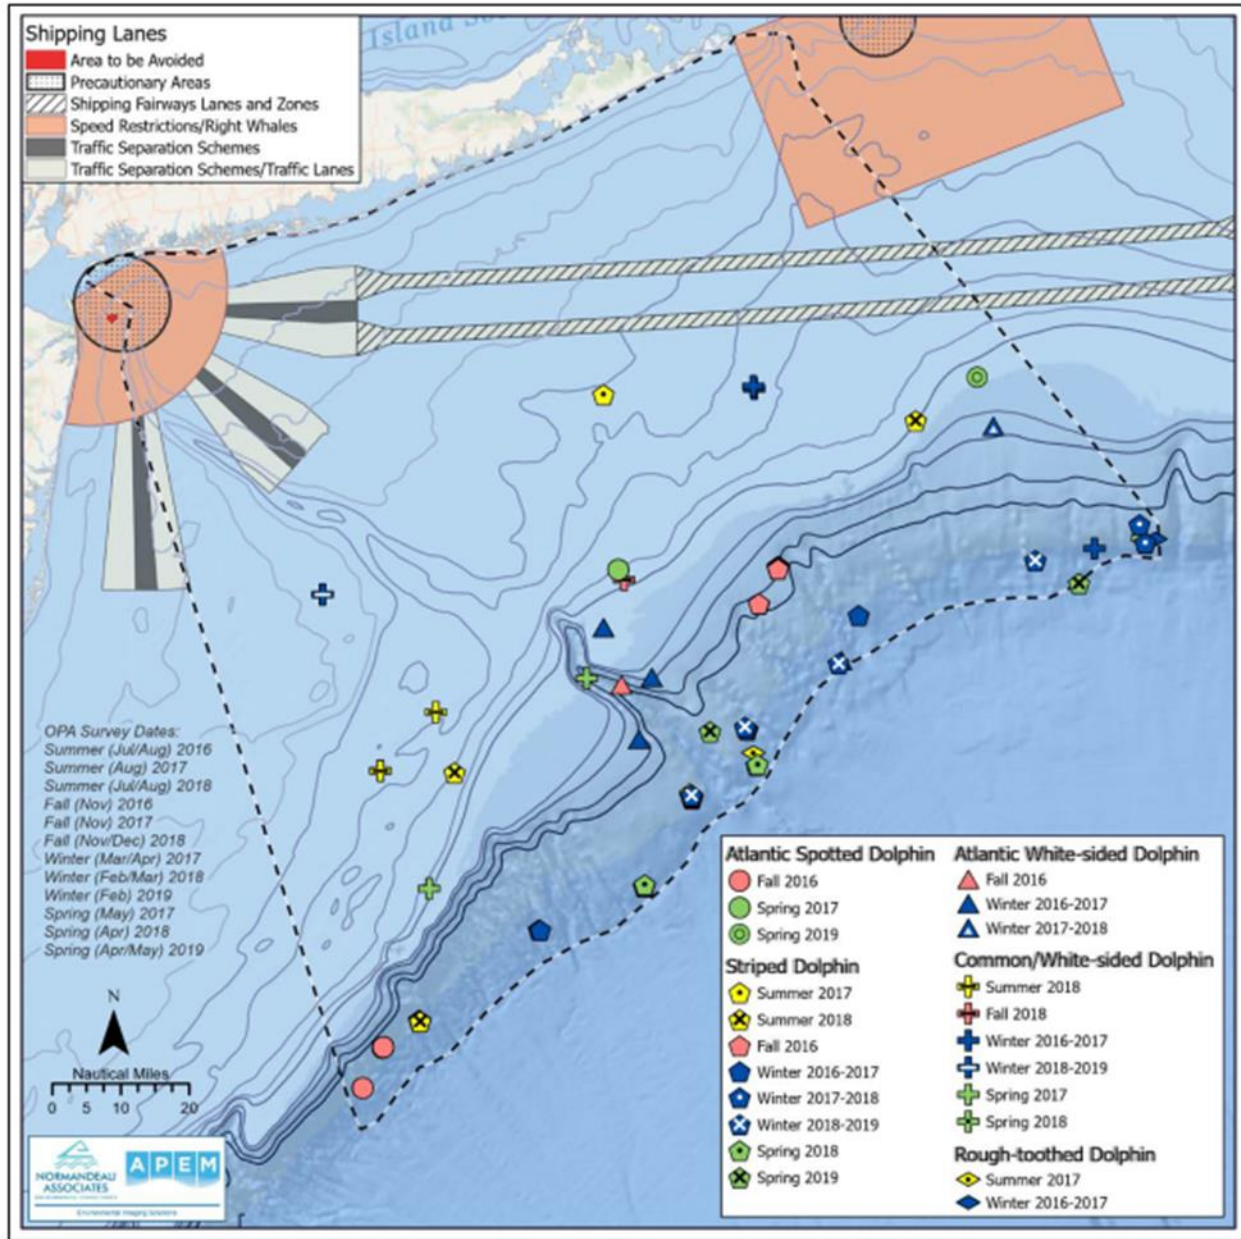 Island So
Shipping Lanes
Area to be Avoided
Precautionary Areas
Shipping Fairways Lanes and Zones
Speed Restrictions/Right Whales
Traffic Separation Schemes
Traffic Separation Schemes/Traffic Lanes
OPA Survey Dates:
Summer (Jul/Aug) 2016
Summer (Aug) 2017
Summer (Jul/Aug) 2018
Fall (Nov) 2016
Fall (Nov) 2017
Fall (Nov/Dec) 2018
Winter (Mar/Apr) 2017
Winter (Feb/Mar) 2018
Winter (Feb) 2019
Spring (May) 2017
Spring (Apr) 2018
Spring (Apr/May) 2019
N
Nautical Miles
0 5 10 20
NORMANDEAU
ASSOCIATES
ENVIRONMENTAL CONSULTANTS
APEM
Environmental Imaging Solutions
Atlantic Spotted Dolphin
Fall 2016
Spring 2017
Spring 2019
Striped Dolphin
Summer 2017
Summer 2018
Fall 2016
Winter 2016-2017
Winter 2017-2018
Winter 2018-2019
Spring 2018
Spring 2019
Atlantic White-sided Dolphin
Fall 2016
Winter 2016-2017
Winter 2017-2018
Common/White-sided Dolphin
Summer 2018
Fall 2018
Winter 2016-2017
Winter 2018-2019
Spring 2017
Spring 2018
Rough-toothed Dolphin
Summer 2017
Winter 2016-2017